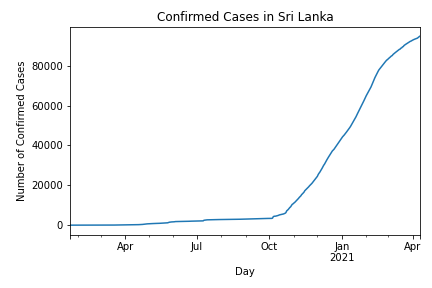 Confirmed Cases in Sri Lanka
Number of Confirmed Cases
80000
60000
40000
20000
0
Apr Jul Oct Jan Apr
2021
Day